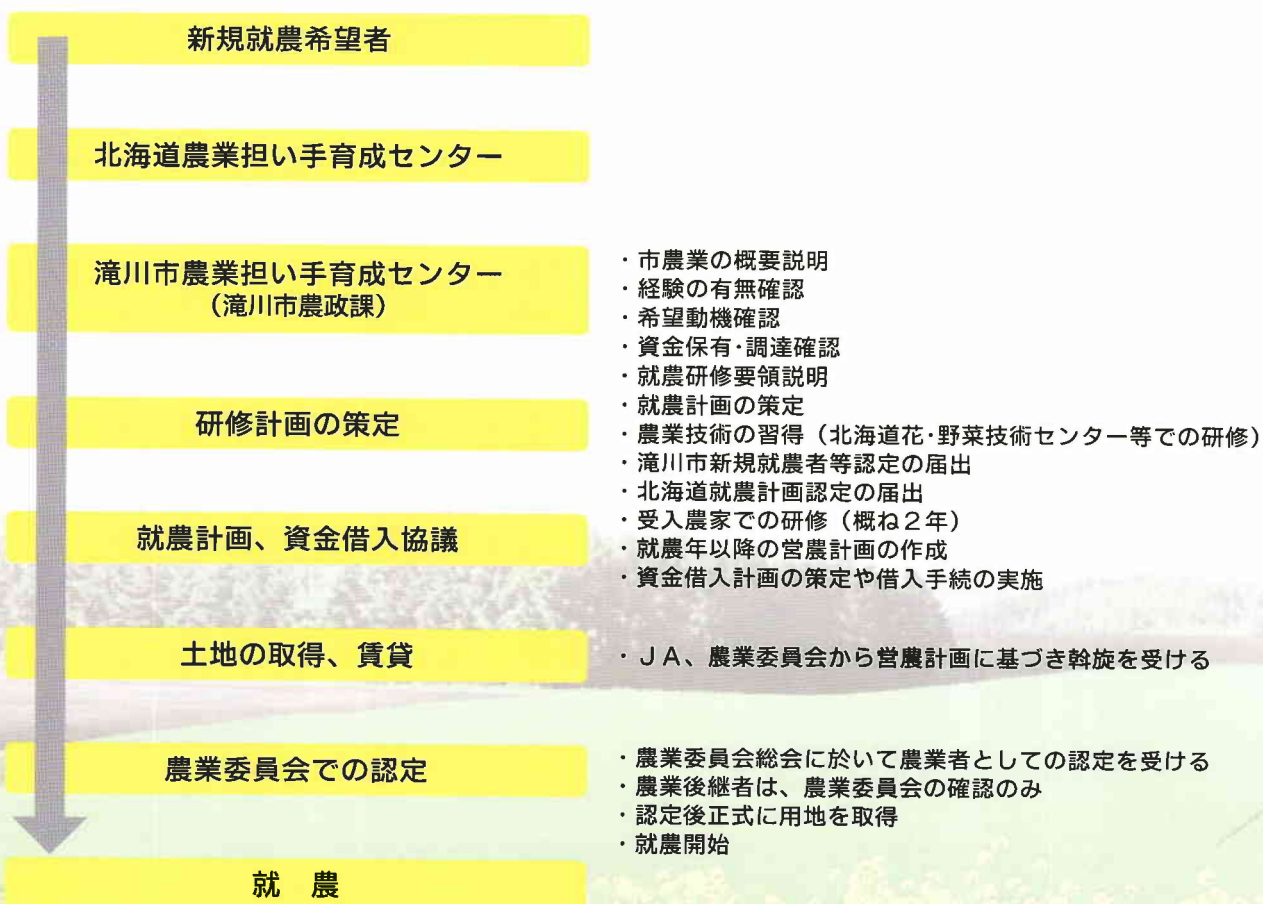 新規就農希望者
北海道農業担い手育成センター
滝川市農業担い手育成センター
（滝川市農政課）
・市農業の概要説明
・経験の有無確認
・希望動機確認
・資金保有･調達確認
・就農研修要領説明
研修計画の策定
・就農計画の策定
・農業技術の習得（北海道花･野菜技術センター等での研修）
・滝川市新規就農者等認定の届出
・北海道就農計画認定の届出
就農計画、資金借入協議
・受入農家での研修（概ね２年）
・就農年以降の営農計画の作成
・資金借入計画の策定や借入手続の実施
土地の取得、賃貸
・ＪＡ、農業委員会から営農計画に基づき斡旋を受ける
農業委員会での認定
・農業委員会総会に於いて農業者としての認定を受ける
・農業後継者は、農業委員会の確認のみ
・認定後正式に用地を取得
・就農開始
就　農